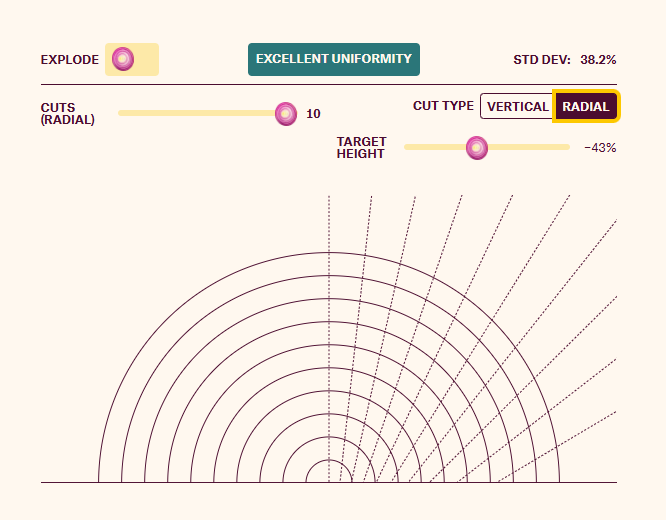 EXPLODE
EXCELLENT UNIFORMITY
STD DEV: 38.2%
CUTS
(RADIAL)
10
CUT TYPE
VERTICAL
RADIAL
TARGET
HEIGHT
−43%